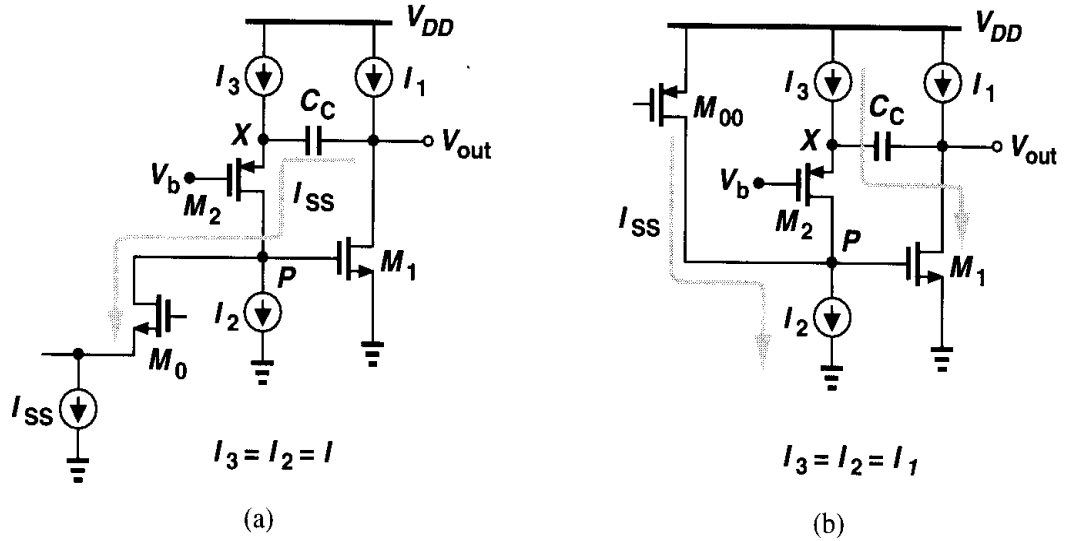 V_DD
I_3
I_1
C_C
X
V_out
V_b
M_2
I_SS
P
M_1
I_2
M_0
I_SS
I_3 = I_2 = I
(a)
V_DD
I_3
I_1
M_00
C_C
X
V_out
V_b
I_SS
M_2
P
M_1
I_2
I_3 = I_2 = I_1
(b)